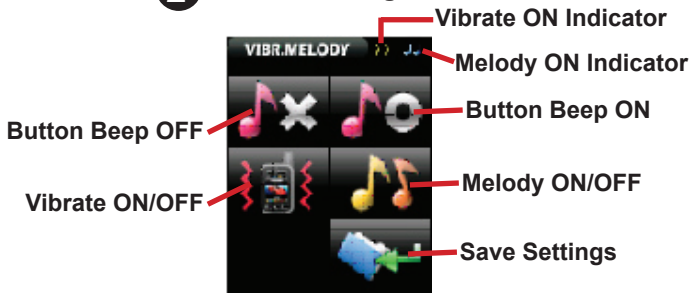 Vibrate ON Indicator
VIBR.MELODY
Melody ON Indicator
Button Beep ON
Button Beep OFF
Melody ON/OFF
Vibrate ON/OFF
Save Settings